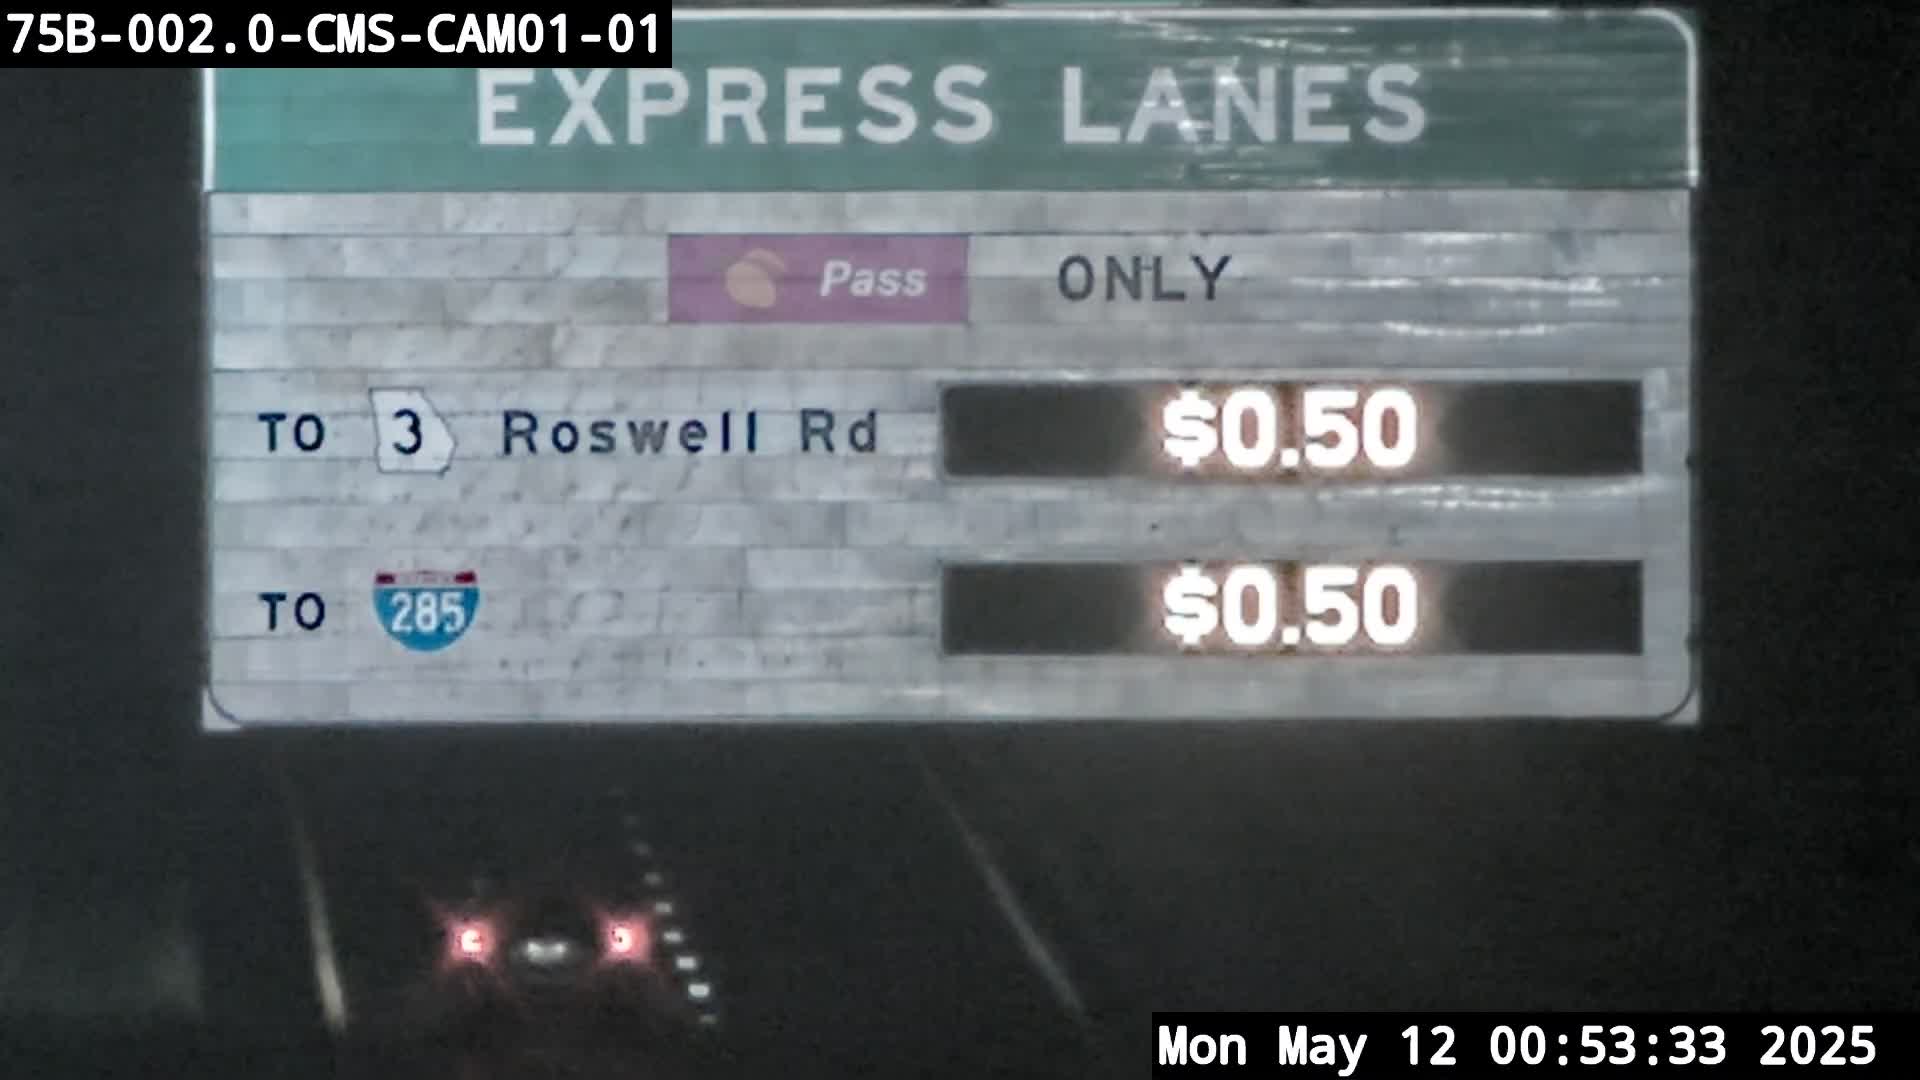 75B-002.0-CMS-CAM01-01
EXPRESS LANES
Pass ONLY
TO 3 Roswell Rd $0.50
TO 285 $0.50
Mon May 12 00:53:33 2025